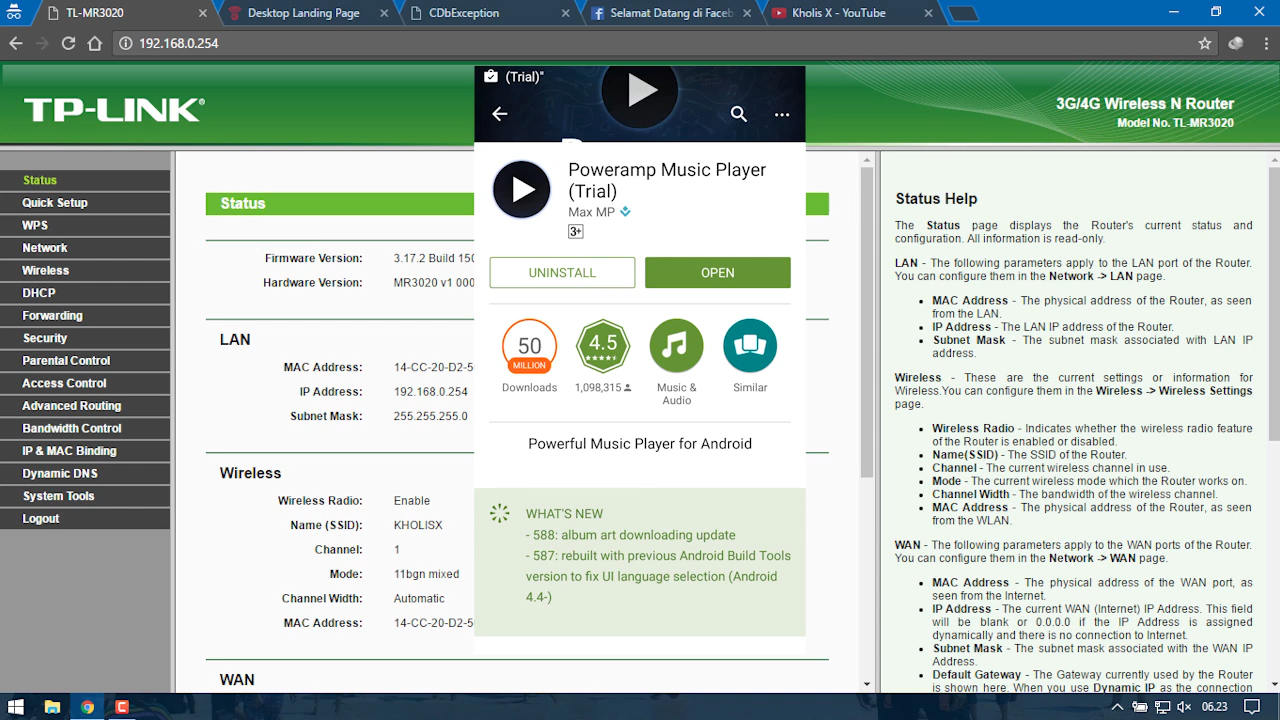 TL-MR3020
Desktop Landing Page
CDbException
Selamat Datang di Faceb
Kholis X - YouTube
192.168.0.254
TP-LINK
3G/4G Wireless N Router
Model No. TL-MR3020
Status
Quick Setup
WPS
Network
Wireless
DHCP
Forwarding
Security
Parental Control
Access Control
Advanced Routing
Bandwidth Control
IP & MAC Binding
Dynamic DNS
System Tools
Logout
Status
Firmware Version: 3.17.2 Build 150
Hardware Version: MR3020 v1 000
LAN
MAC Address: 14-CC-20-D2-5
IP Address: 192.168.0.254
Subnet Mask: 255.255.255.0
Wireless
Wireless Radio: Enable
Name (SSID): KHOLISX
Channel: 1
Mode: 11bgn mixed
Channel Width: Automatic
MAC Address: 14-CC-20-D2-5
WAN
(Trial)"
Poweramp Music Player
(Trial)
Max MP
3+
UNINSTALL
OPEN
50
MILLION
Downloads
4.5
1,098,315
Music &
Audio
Similar
Powerful Music Player for Android
WHAT'S NEW
- 588: album art downloading update
- 587: rebuilt with previous Android Build Tools
version to fix UI language selection (Android
4.4-)
Status Help
The Status page displays the Router's current status and
configuration. All information is read-only.
LAN - The following parameters apply to the LAN port of the Router.
You can configure them in the Network -> LAN page.
• MAC Address - The physical address of the Router, as seen
from the LAN.
• IP Address - The LAN IP address of the Router.
• Subnet Mask - The subnet mask associated with LAN IP
address.
Wireless - These are the current settings or information for
Wireless.You can configure them in the Wireless -> Wireless Settings
page.
• Wireless Radio - Indicates whether the wireless radio feature
of the Router is enabled or disabled.
• Name(SSID) - The SSID of the Router.
• Channel - The current wireless channel in use.
• Mode - The current wireless mode which the Router works on.
• Channel Width - The bandwidth of the wireless channel.
• MAC Address - The physical address of the Router, as seen
from the WLAN.
WAN - The following parameters apply to the WAN ports of the Router.
You can configure them in the Network -> WAN page.
• MAC Address - The physical address of the WAN port, as
seen from the Internet.
• IP Address - The current WAN (Internet) IP Address. This field
will be blank or 0.0.0.0 if the IP Address is assigned
dynamically and there is no connection to Internet.
• Subnet Mask - The subnet mask associated with the WAN IP
Address.
• Default Gateway - The Gateway currently used by the Router
is shown here. When you use Dynamic IP as the connection
06.23